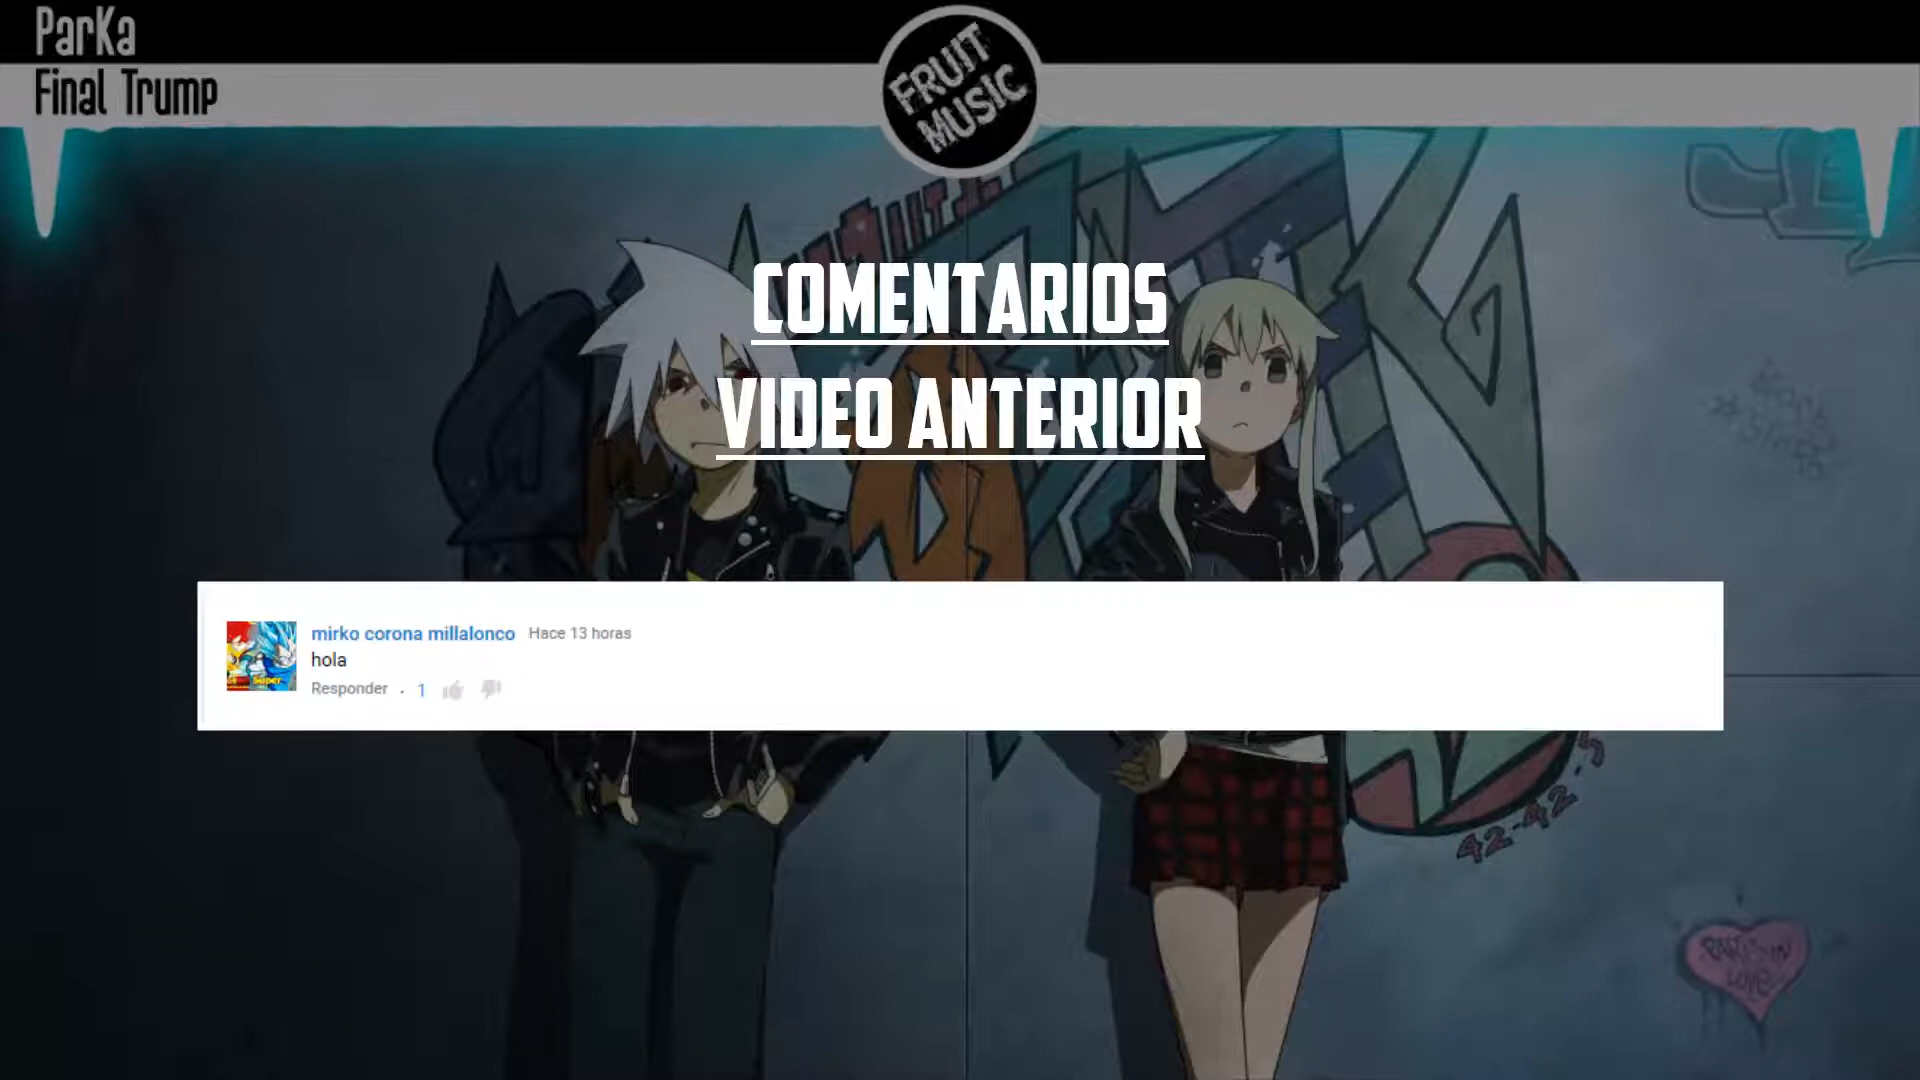 ParKa
Final Trump
FRUIT
MUSIC
COMENTARIOS
VIDEO ANTERIOR
mirko corona millalonco Hace 13 horas
hola
Responder . 1
Super
42-42-5